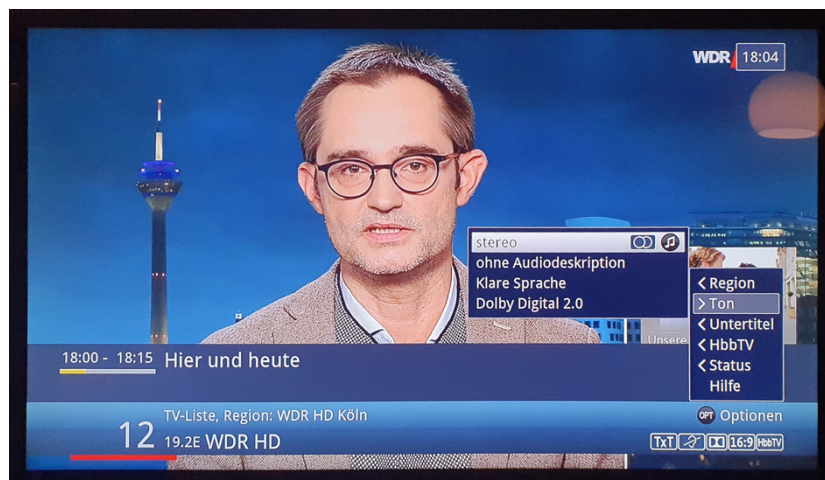 WDR 18:04
stereo
ohne Audiodeskription
Klare Sprache
Dolby Digital 2.0
< Region
> Ton
< Untertitel
< HbbTV
< Status
Hilfe
Unsere
18:00 - 18:15 Hier und heute
TV-Liste, Region: WDR HD Köln
OPT Optionen
12 19.2E WDR HD
TxT 16:9 HbbTV